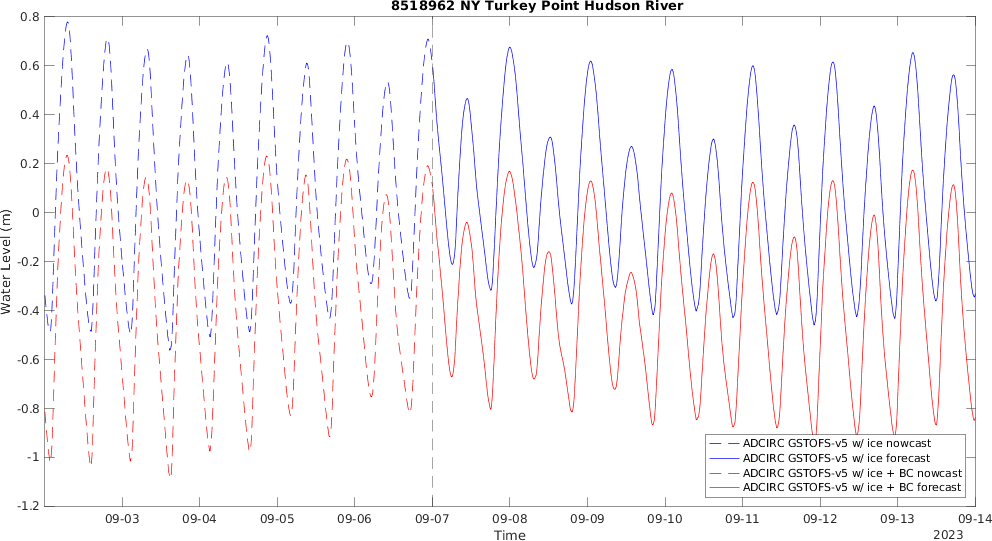 8518962 NY Turkey Point Hudson River
Water Level (m)
0.8
0.6
0.4
0.2
0
-0.2
-0.4
-0.6
-0.8
-1
-1.2
ADCIRC GSTOFS-v5 w/ ice nowcast
ADCIRC GSTOFS-v5 w/ ice forecast
ADCIRC GSTOFS-v5 w/ ice + BC nowcast
ADCIRC GSTOFS-v5 w/ ice + BC forecast
09-03 09-04 09-05 09-06 09-07 09-08 09-09 09-10 09-11 09-12 09-13 09-14
Time
2023